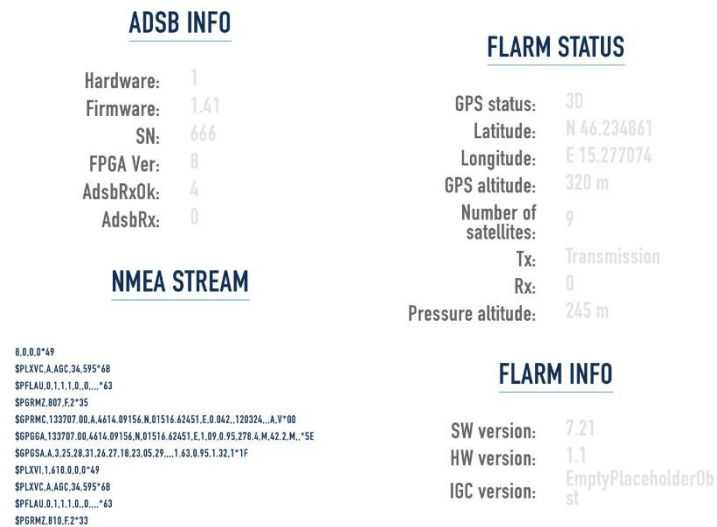 ADSB INFO
Hardware: 1
Firmware: 1.41
SN: 666
FPGA Ver: 8
AdsbRxOk: 4
AdsbRx: 0
NMEA STREAM
8,0,0,0*49
$PLXVC,A,AGC,34,595*6B
$PFLAU,0,1,1,1,0,,0,,,,*63
$PGRMZ,807,F,2*35
$GPRMC,133707.00,A,4614.09156,N,01516.62451,E,0.042,,120324,,,A,V*00
$GPGGA,133707.00,4614.09156,N,01516.62451,E,1,09,0.95,278.4,M,42.2,M,,*5E
$GPGSA,A,3,25,28,31,26,27,18,23,05,29,,,,1.63,0.95,1.32,1*1F
$PLXVI,1,618,0,0,0*49
$PLXVC,A,AGC,34,595*6B
$PFLAU,0,1,1,1,0,,0,,,,*63
$PGRMZ,810,F,2*33
FLARM STATUS
GPS status: 3D
Latitude: N 46.234861
Longitude: E 15.277074
GPS altitude: 320 m
Number of
satellites: 9
Tx: Transmission
Rx: 0
Pressure altitude: 245 m
FLARM INFO
SW version: 7.21
HW version: 1.1
IGC version: EmptyPlaceholderOb
st